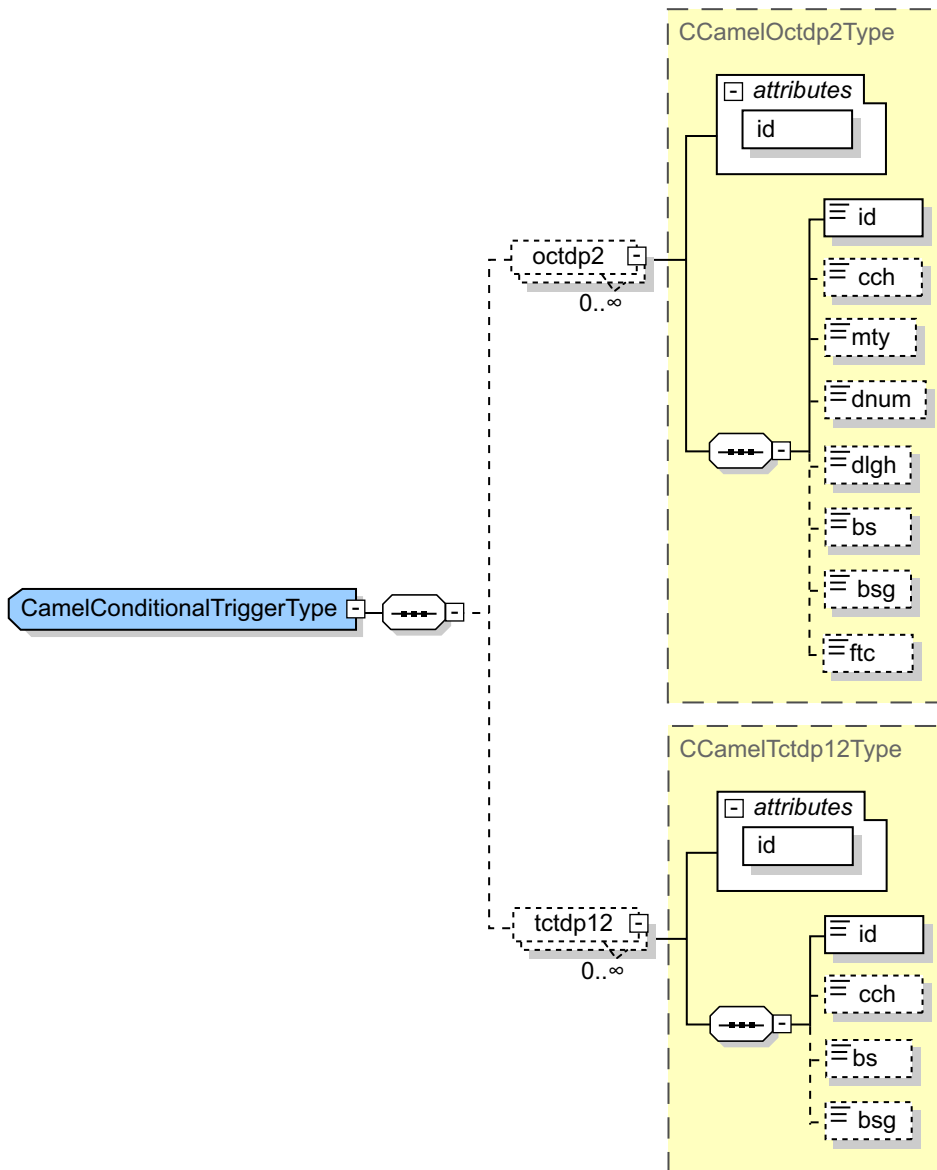 CCamelOctdp2Type
attributes
id
id
octdp2
0..∞
cch
mty
dnum
dlgh
bs
bsg
ftc
CamelConditionalTriggerType
CCamelTctdp12Type
attributes
id
tctdp12
0..∞
id
cch
bs
bsg